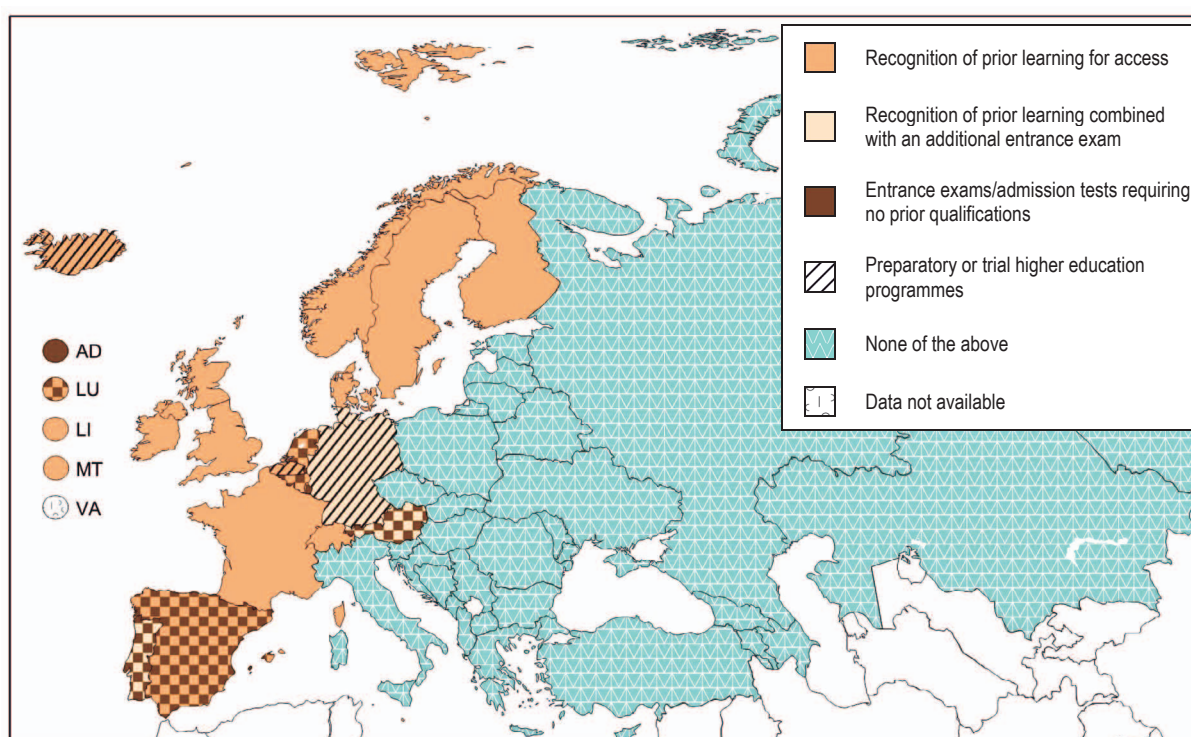 Recognition of prior learning for access
Recognition of prior learning combined
with an additional entrance exam
Entrance exams/admission tests requiring
no prior qualifications
Preparatory or trial higher education
programmes
None of the above
Data not available
AD
LU
LI
MT
VA